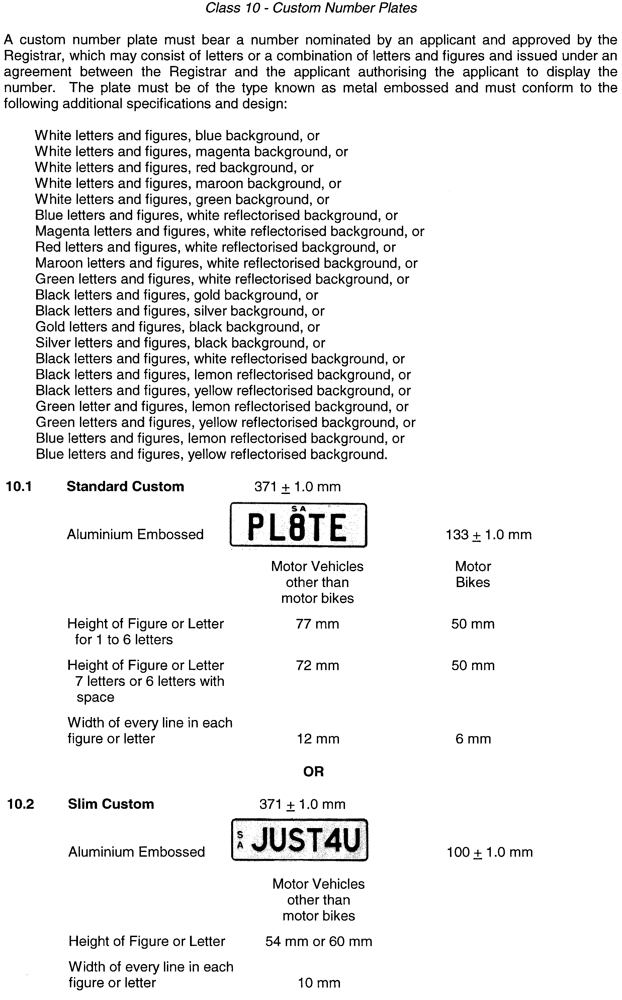 Class 10 - Custom Number Plates
A custom number plate must bear a number nominated by an applicant and approved by the
Registrar, which may consist of letters or a combination of letters and figures and issued under an
agreement between the Registrar and the applicant authorising the applicant to display the
number. The plate must be of the type known as metal embossed and must conform to the
following additional specifications and design:
White letters and figures, blue background, or
White letters and figures, magenta background, or
White letters and figures, red background, or
White letters and figures, maroon background, or
White letters and figures, green background, or
Blue letters and figures, white reflectorised background, or
Magenta letters and figures, white reflectorised background, or
Red letters and figures, white reflectorised background, or
Maroon letters and figures, white reflectorised background, or
Green letters and figures, white reflectorised background, or
Black letters and figures, gold background, or
Black letters and figures, silver background, or
Gold letters and figures, black background, or
Silver letters and figures, black background, or
Black letters and figures, white reflectorised background, or
Black letters and figures, lemon reflectorised background, or
Black letters and figures, yellow reflectorised background, or
Green letter and figures, lemon reflectorised background, or
Green letters and figures, yellow reflectorised background, or
Blue letters and figures, lemon reflectorised background, or
Blue letters and figures, yellow reflectorised background.
10.1 Standard Custom 371 ± 1.0 mm
SA
PL8TE
Aluminium Embossed 133 ± 1.0 mm
Motor Vehicles Motor
other than Bikes
motor bikes
Height of Figure or Letter 77 mm 50 mm
for 1 to 6 letters
Height of Figure or Letter 72 mm 50 mm
7 letters or 6 letters with
space
Width of every line in each
figure or letter 12 mm 6 mm
OR
10.2 Slim Custom 371 ± 1.0 mm
SA JUST4U
Aluminium Embossed 100 ± 1.0 mm
Motor Vehicles
other than
motor bikes
Height of Figure or Letter 54 mm or 60 mm
Width of every line in each
figure or letter 10 mm